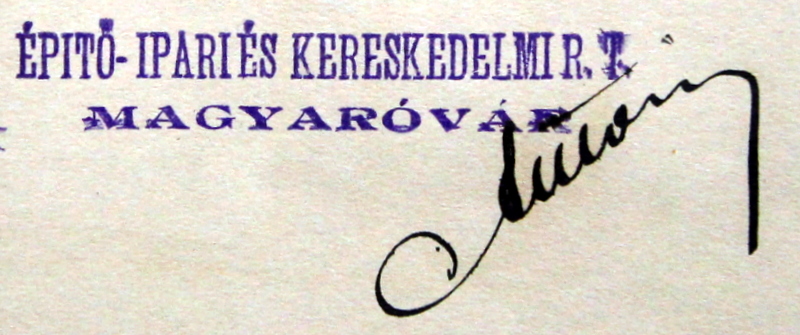 ÉPITŐ-IPARI ÉS KERESKEDELMI R. T.
MAGYARÓVÁR